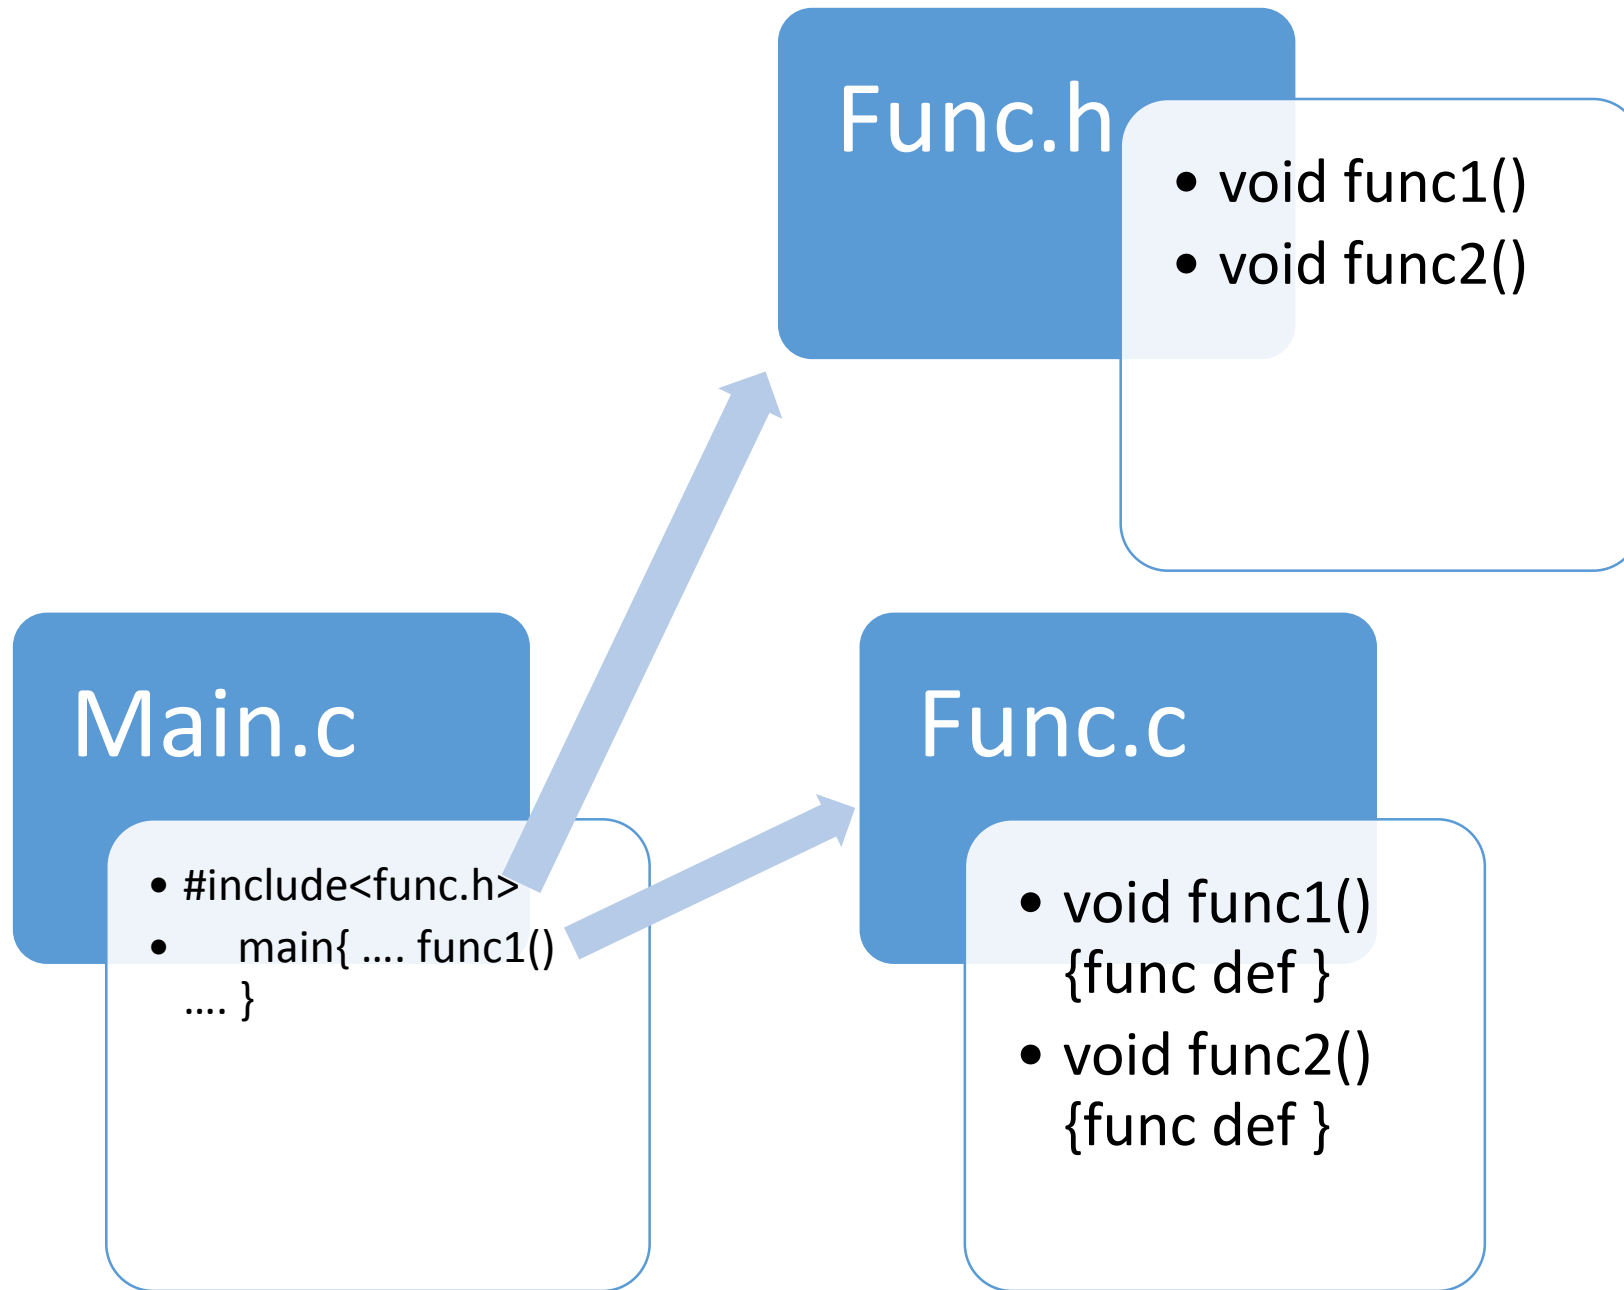 Func.h
• void func1()
• void func2()
Main.c
• #include<func.h>
• main{ .... func1()
.... }
Func.c
• void func1()
{func def }
• void func2()
{func def }